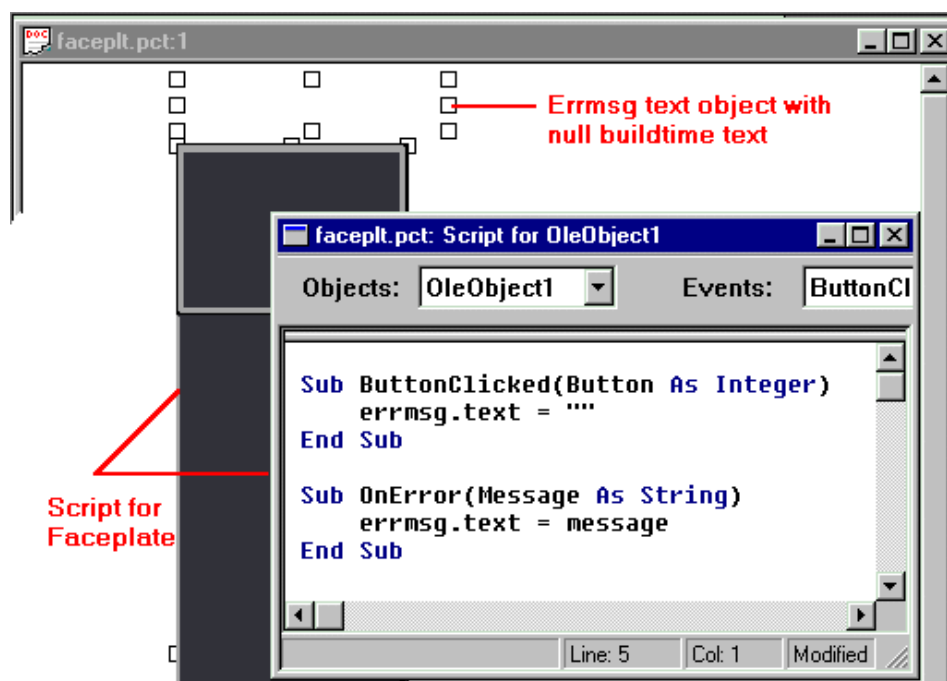 DOC
faceplt.pct:1
Errmsg text object with
null buildtime text
faceplt.pct: Script for OleObject1
Objects: OleObject1 Events: ButtonCl
Sub ButtonClicked(Button As Integer)
errmsg.text = ""
End Sub
Sub OnError(Message As String)
errmsg.text = message
End Sub
Script for
Faceplate
Line: 5 Col: 1 Modified